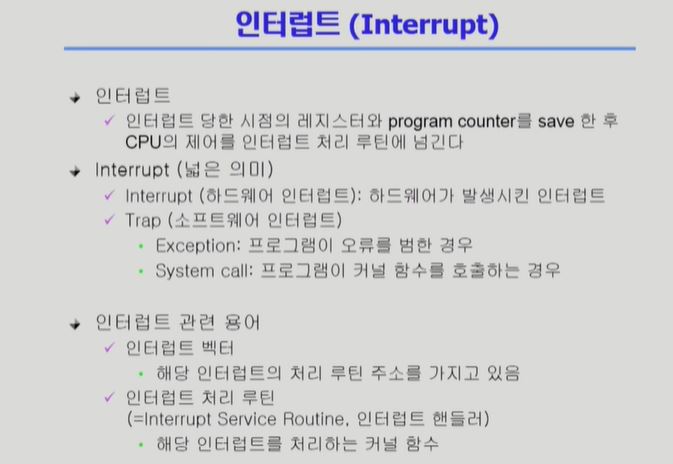 인터럽트 (Interrupt)
인터럽트
인터럽트 당한 시점의 레지스터와 program counter를 save 한 후
CPU의 제어를 인터럽트 처리 루틴에 넘긴다
Interrupt (넓은 의미)
Interrupt (하드웨어 인터럽트): 하드웨어가 발생시킨 인터럽트
Trap (소프트웨어 인터럽트)
Exception: 프로그램이 오류를 범한 경우
System call: 프로그램이 커널 함수를 호출하는 경우
인터럽트 관련 용어
인터럽트 벡터
해당 인터럽트의 처리 루틴 주소를 가지고 있음
인터럽트 처리 루틴
(=Interrupt Service Routine, 인터럽트 핸들러)
해당 인터럽트를 처리하는 커널 함수